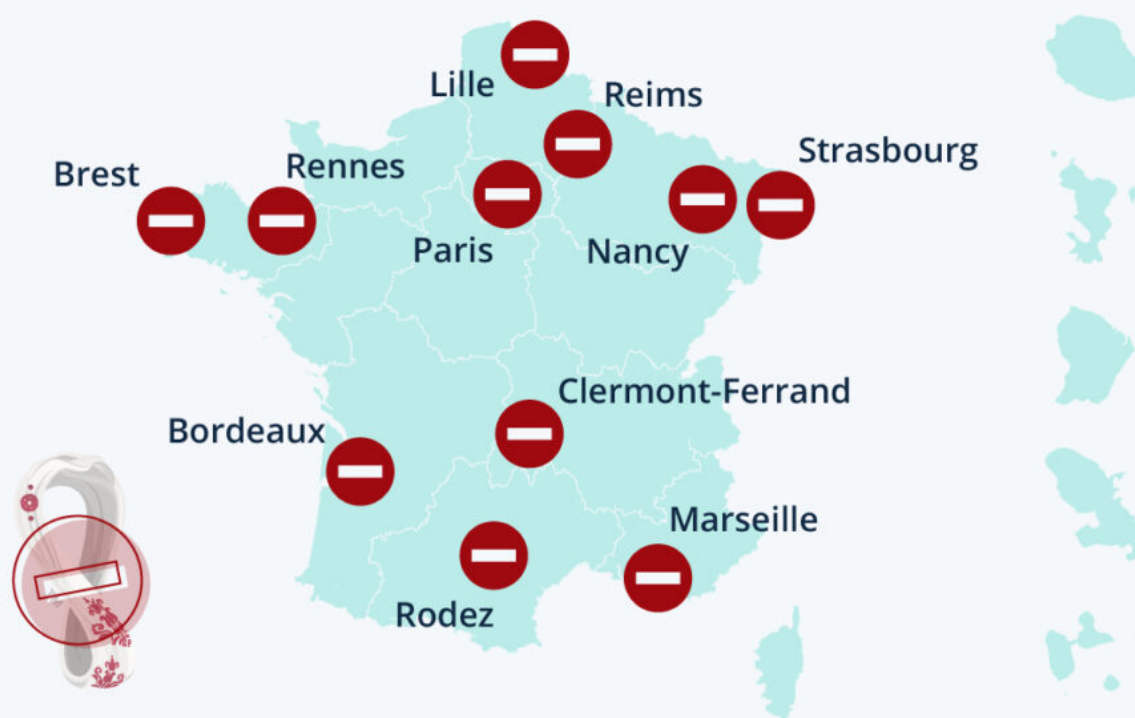 Lille
Reims
Strasbourg
Brest
Rennes
Paris
Nancy
Clermont-Ferrand
Bordeaux
Marseille
Rodez